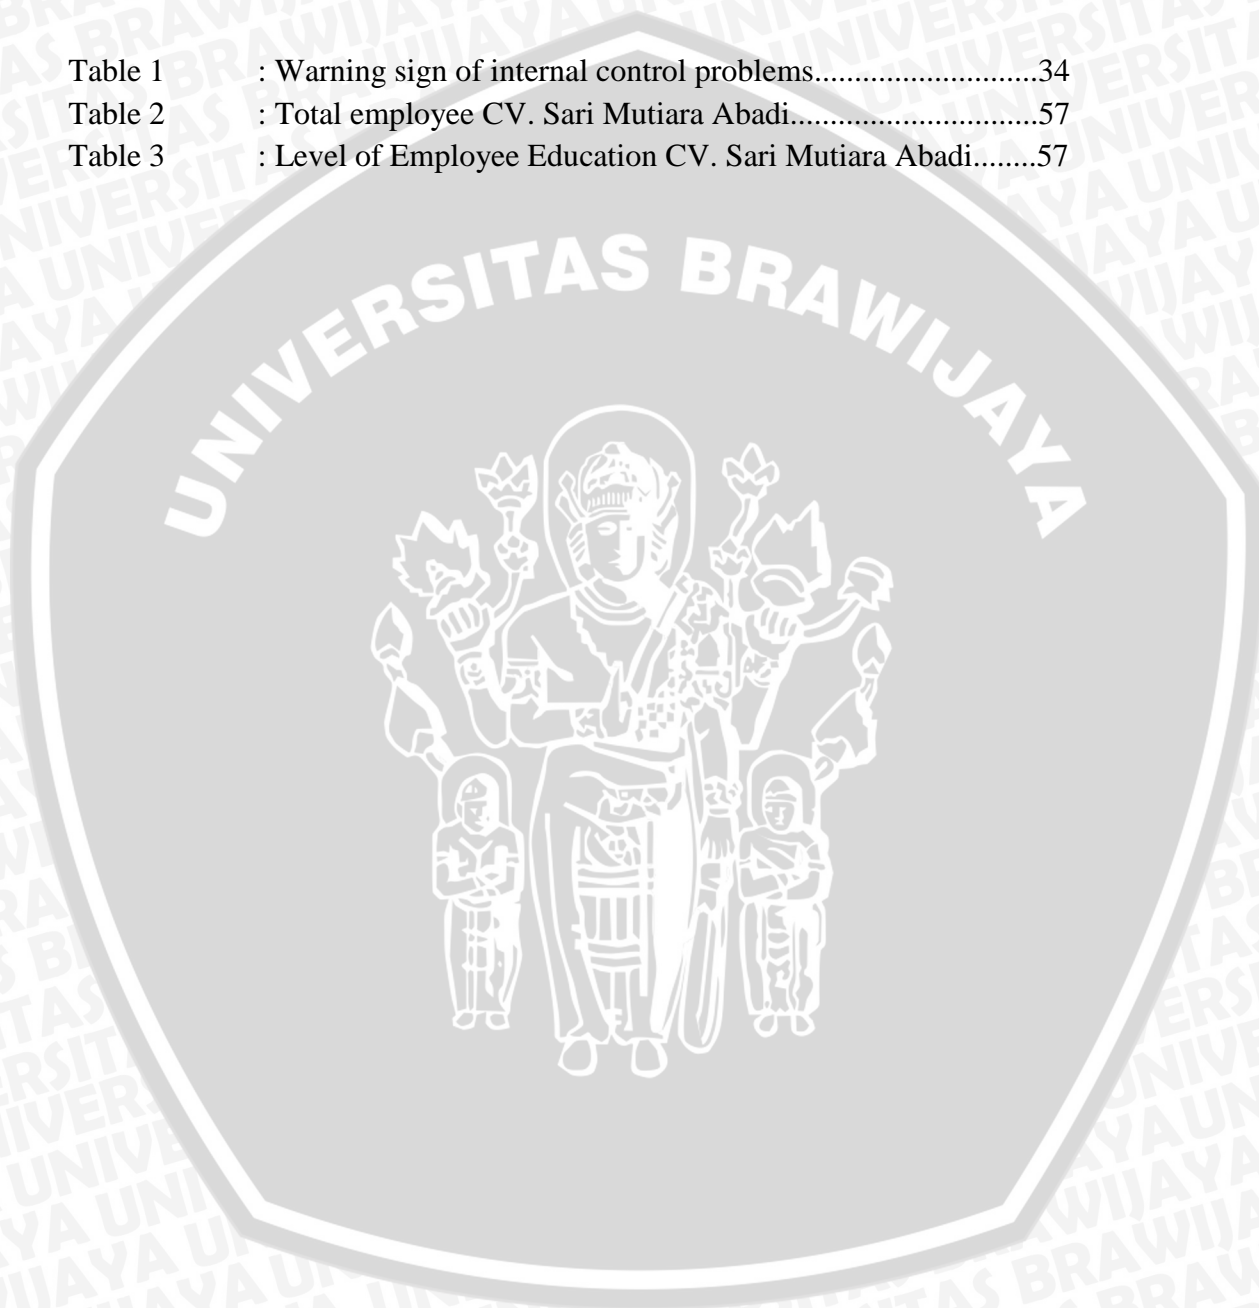 Table 1 : Warning sign of internal control problems............................34
Table 2 : Total employee CV. Sari Mutiara Abadi...............................57
Table 3 : Level of Employee Education CV. Sari Mutiara Abadi........57
UNIVERSITAS BRAWIJAYA